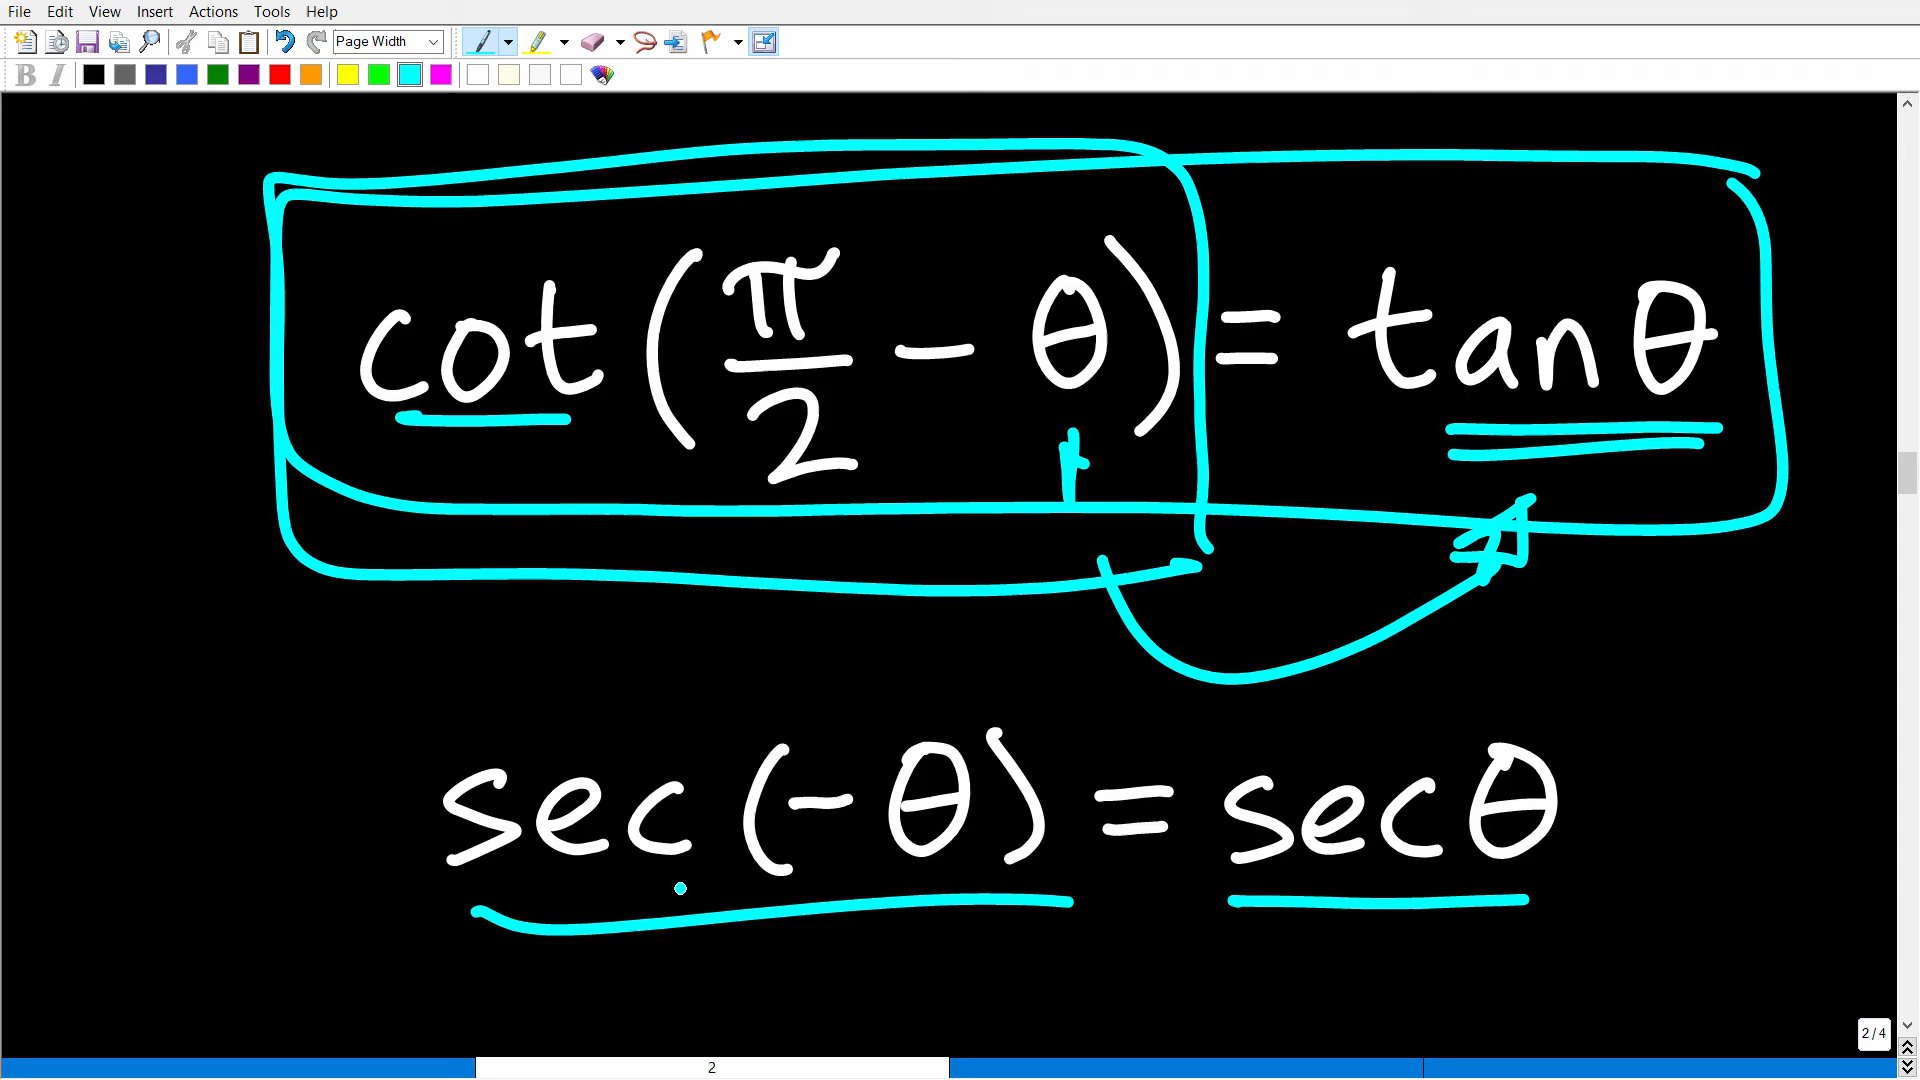 File Edit View Insert Actions Tools Help
Page Width
B I
cot(π/2 - θ) = tanθ
sec(-θ) = secθ
2/4
2